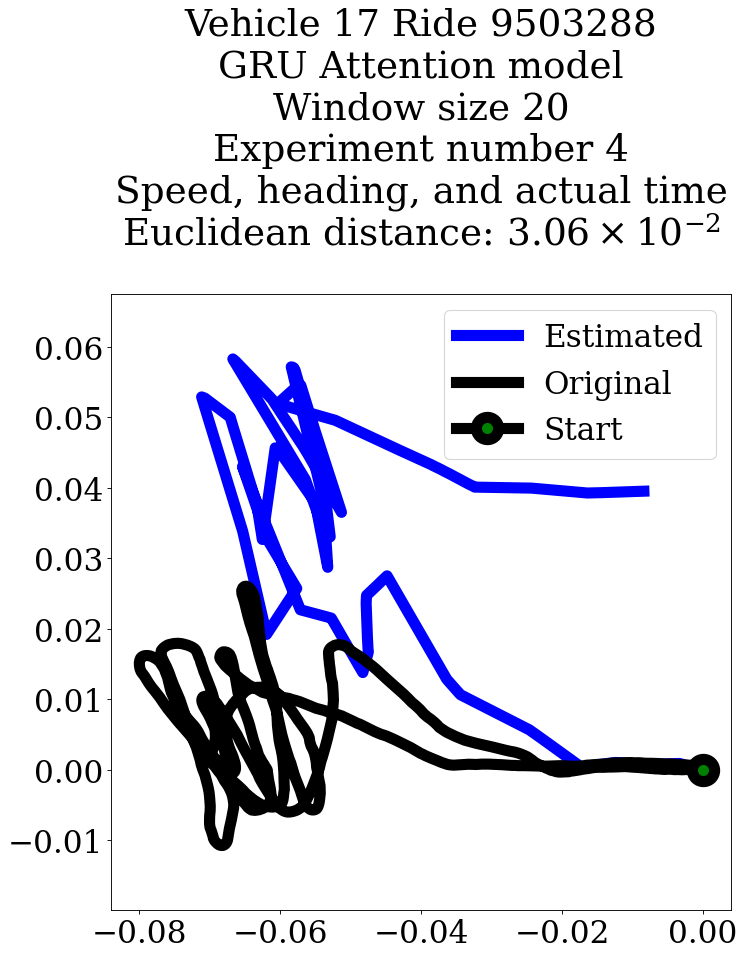 Vehicle 17 Ride 9503288
GRU Attention model
Window size 20
Experiment number 4
Speed, heading, and actual time
Euclidean distance: 3.06 × 10⁻²
Estimated
Original
Start
0.06
0.05
0.04
0.03
0.02
0.01
0.00
−0.01
−0.08 −0.06 −0.04 −0.02 0.00